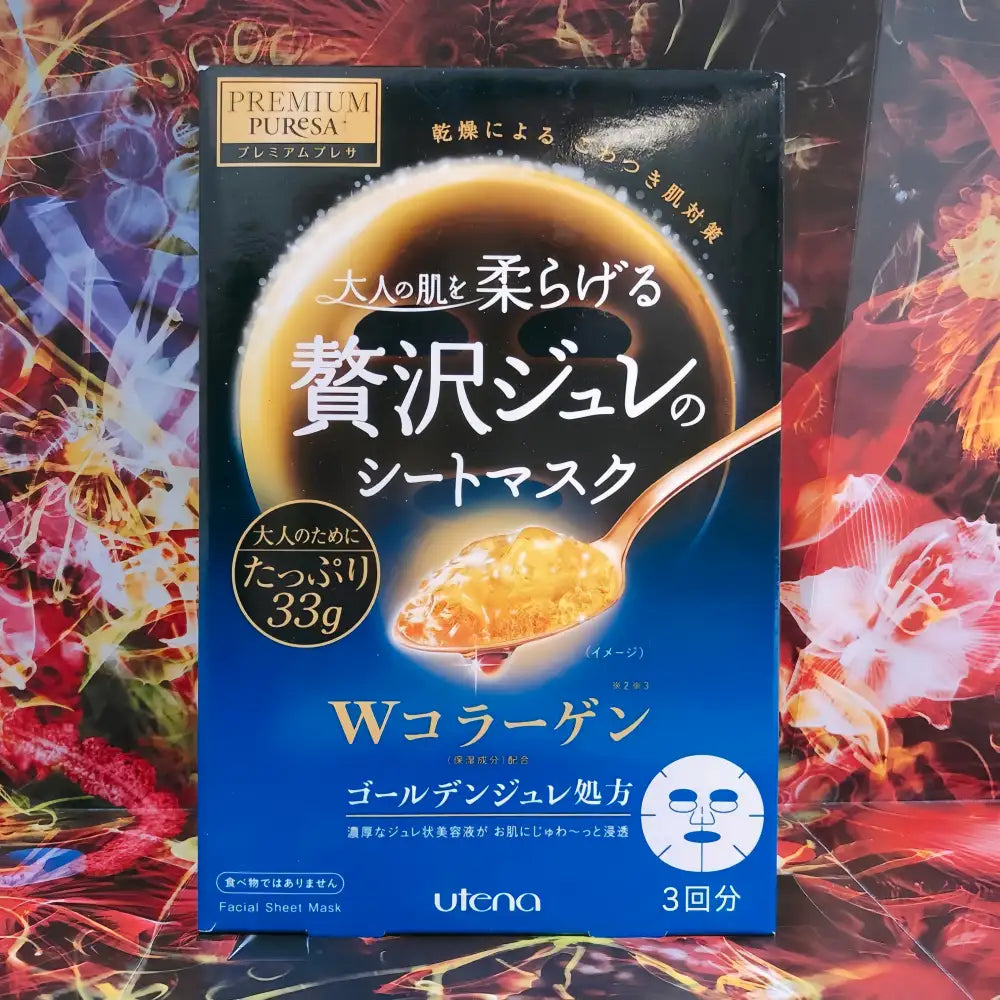 PREMIUM
PUReSA
プレミアムプレサ
乾燥による ごわつき肌対策
大人の肌を柔らげる
贅沢ジュレの
シートマスク
大人のために
たっぷり
33g
(イメージ)
※2※3
Wコラーゲン
(保湿成分)配合
ゴールデンジュレ処方
濃厚なジュレ状美容液が お肌にじゅわ〜っと浸透
食べ物ではありません
Facial Sheet Mask
utena
3回分